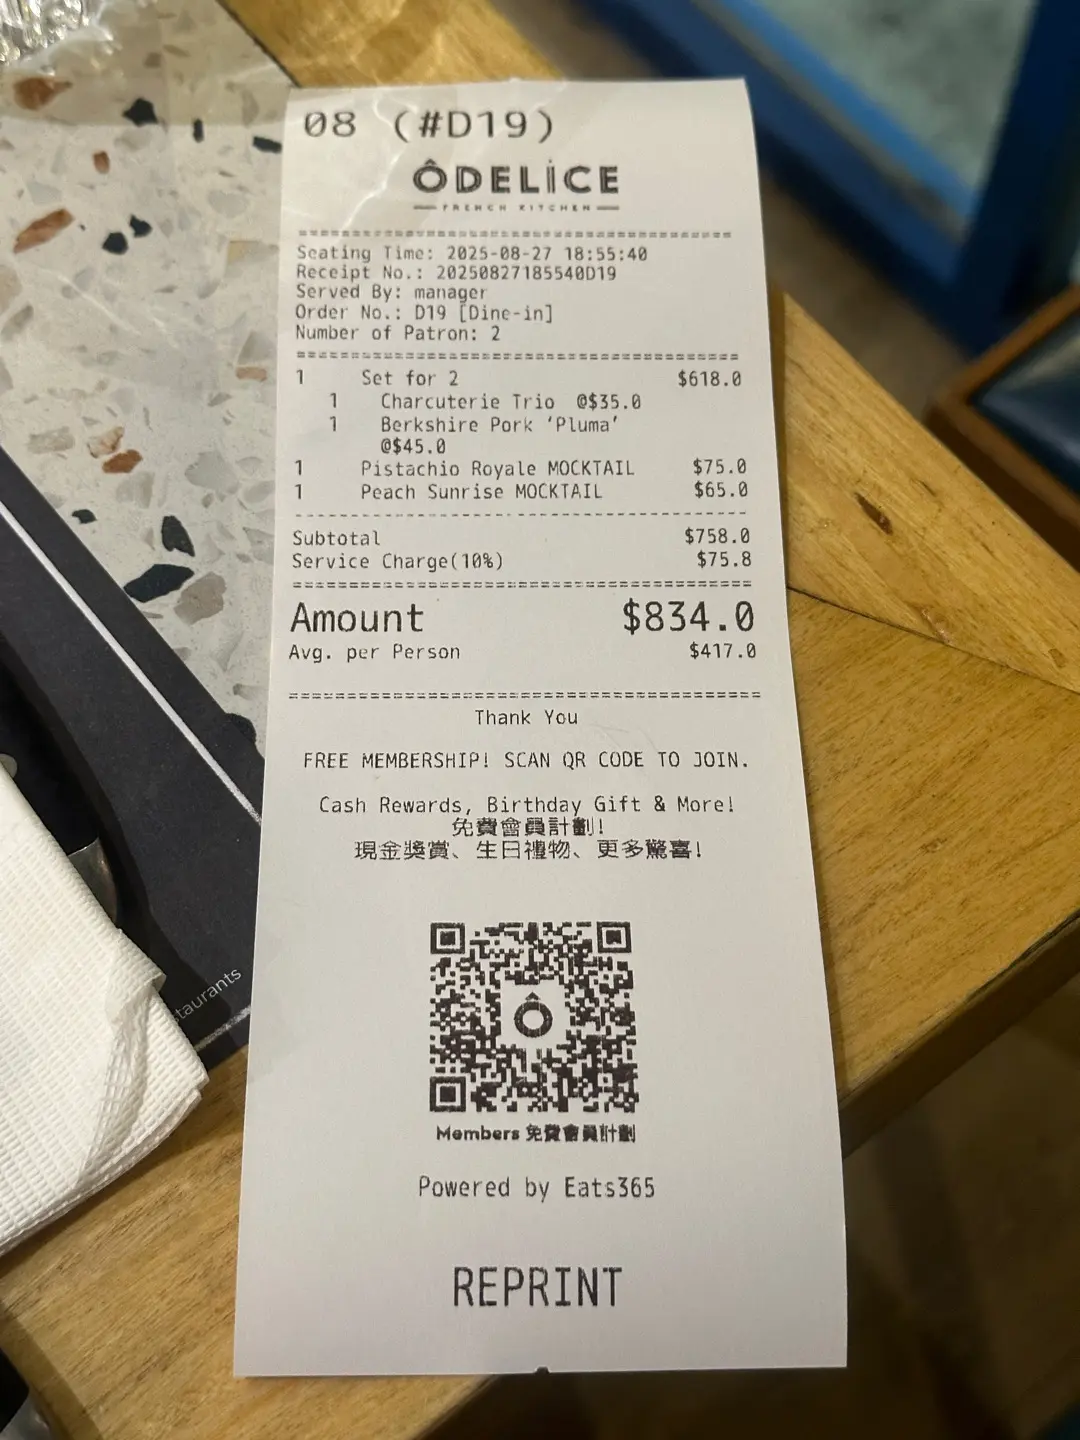 08 (#D19)
ÔDELİCE
FRENCH KITCHEN
Seating Time: 2025-08-27 18:55:40
Receipt No.: 20250827185540D19
Served By: manager
Order No.: D19 [Dine-in]
Number of Patron: 2
1 Set for 2 $618.0
1 Charcuterie Trio @$35.0
1 Berkshire Pork ‘Pluma’
@$45.0
1 Pistachio Royale MOCKTAIL $75.0
1 Peach Sunrise MOCKTAIL $65.0
Subtotal $758.0
Service Charge(10%) $75.8
Amount $834.0
Avg. per Person $417.0
Thank You
FREE MEMBERSHIP! SCAN QR CODE TO JOIN.
Cash Rewards, Birthday Gift & More!
免費會員計劃!
現金獎賞、生日禮物、更多驚喜!
Ô
Members 免費會員計劃
Powered by Eats365
REPRINT